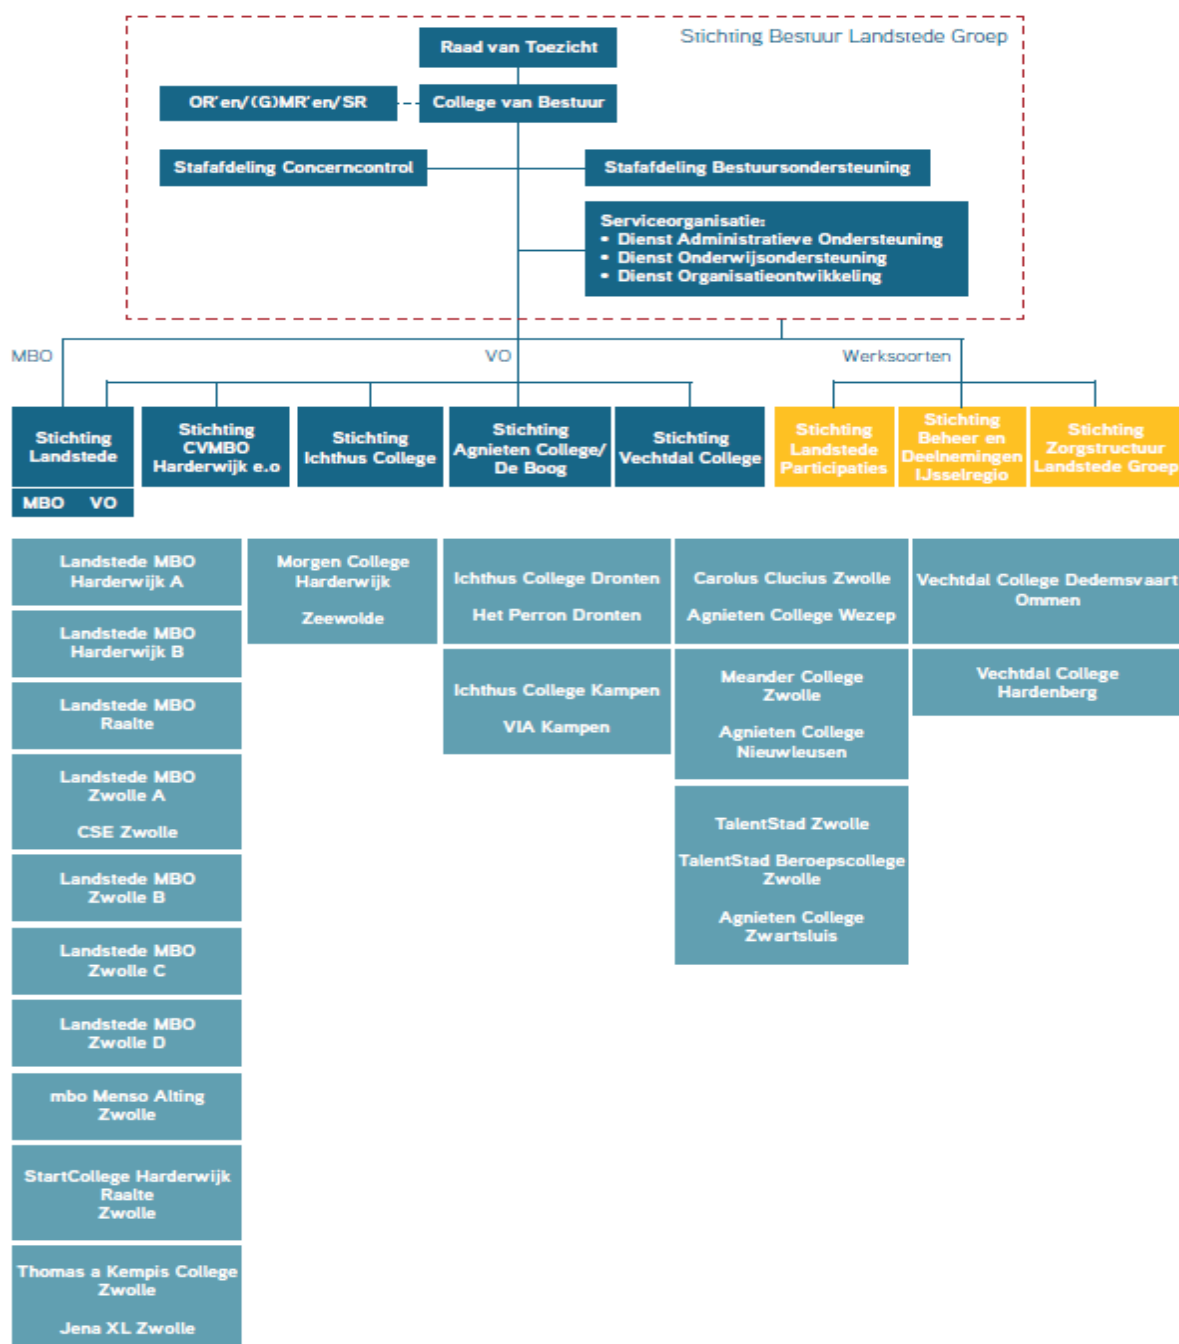 Stichting Bestuur Landstede Groep
Raad van Toezicht
OR'en/(G)MR'en/SR
College van Bestuur
Stafafdeling Concerncontrol
Stafafdeling Bestuursondersteuning
Serviceorganisatie:
• Dienst Administratieve Ondersteuning
• Dienst Onderwijsondersteuning
• Dienst Organisatieontwikkeling
MBO
VO
Werksoorten
Stichting
Landstede
MBO VO
Stichting
CVMBO
Harderwijk e.o
Stichting
Ichthus College
Stichting
Agnieten College/
De Boog
Stichting
Vechtdal College
Stichting
Landstede
Participaties
Stichting
Beheer en
Deelnemingen
IJsselregio
Stichting
Zorgstructuur
Landstede Groep
Landstede MBO
Harderwijk A
Landstede MBO
Harderwijk B
Landstede MBO
Raalte
Landstede MBO
Zwolle A
CSE Zwolle
Landstede MBO
Zwolle B
Landstede MBO
Zwolle C
Landstede MBO
Zwolle D
mbo Menso Alting
Zwolle
StartCollege Harderwijk
Raalte
Zwolle
Thomas a Kempis College
Zwolle
Jena XL Zwolle
Morgen College
Harderwijk
Zeewolde
Ichthus College Dronten
Het Perron Dronten
Ichthus College Kampen
VIA Kampen
Carolus Clucius Zwolle
Agnieten College Wezep
Meander College
Zwolle
Agnieten College
Nieuwleusen
TalentStad Zwolle
TalentStad Beroepscollege
Zwolle
Agnieten College
Zwartsluis
Vechtdal College Dedemsvaart
Ommen
Vechtdal College
Hardenberg